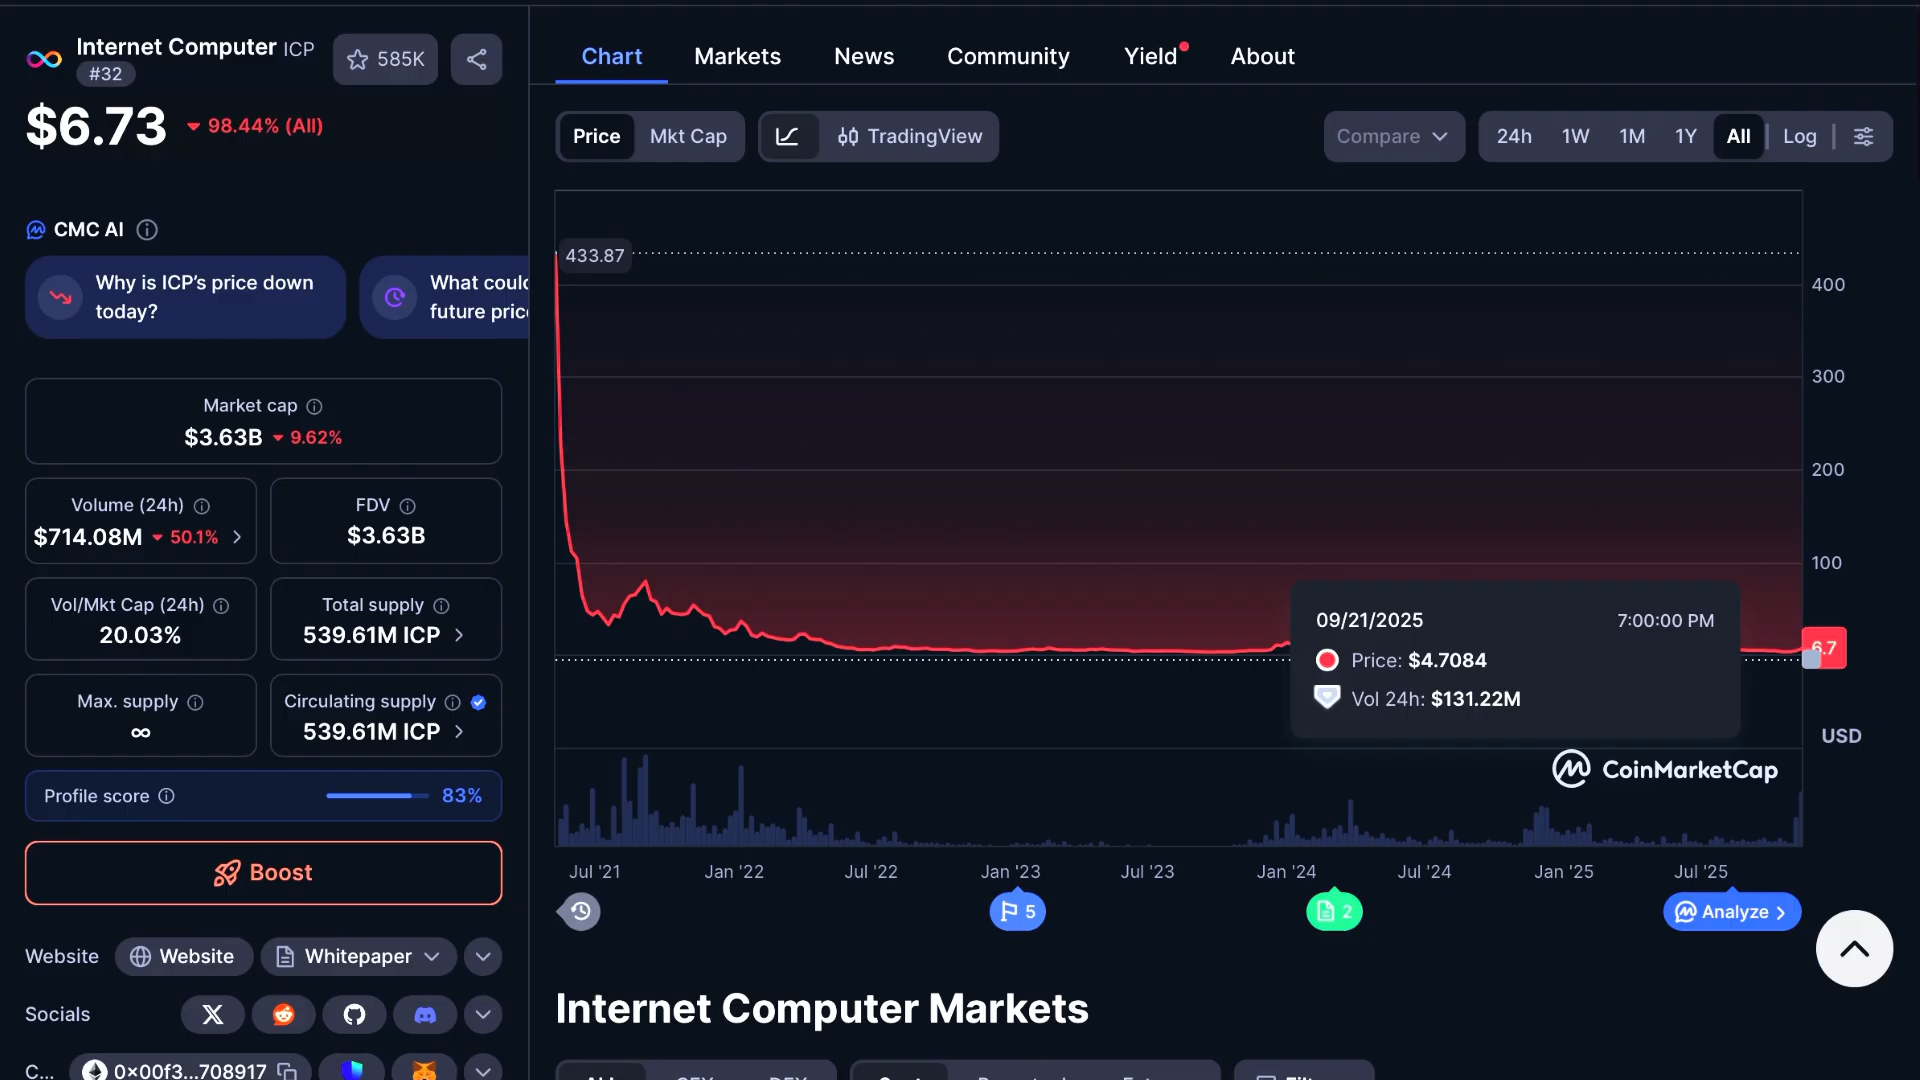 Internet Computer ICP
#32
585K
$6.73 98.44% (All)
CMC AI
Why is ICP's price down
today?
What could
future pric
Market cap
$3.63B 9.62%
Volume (24h)
$714.08M 50.1%
FDV
$3.63B
Vol/Mkt Cap (24h)
20.03%
Total supply
539.61M ICP
Max. supply
∞
Circulating supply
539.61M ICP
Profile score 83%
Boost
Website Website Whitepaper
Socials
C... 0x00f3...708917
Chart Markets News Community Yield About
Price Mkt Cap TradingView Compare 24h 1W 1M 1Y All Log
433.87
400
300
200
100
6.7
USD
09/21/2025 7:00:00 PM
Price: $4.7084
Vol 24h: $131.22M
CoinMarketCap
Jul '21 Jan '22 Jul '22 Jan '23 Jul '23 Jan '24 Jul '24 Jan '25 Jul '25
5 2 Analyze
Internet Computer Markets